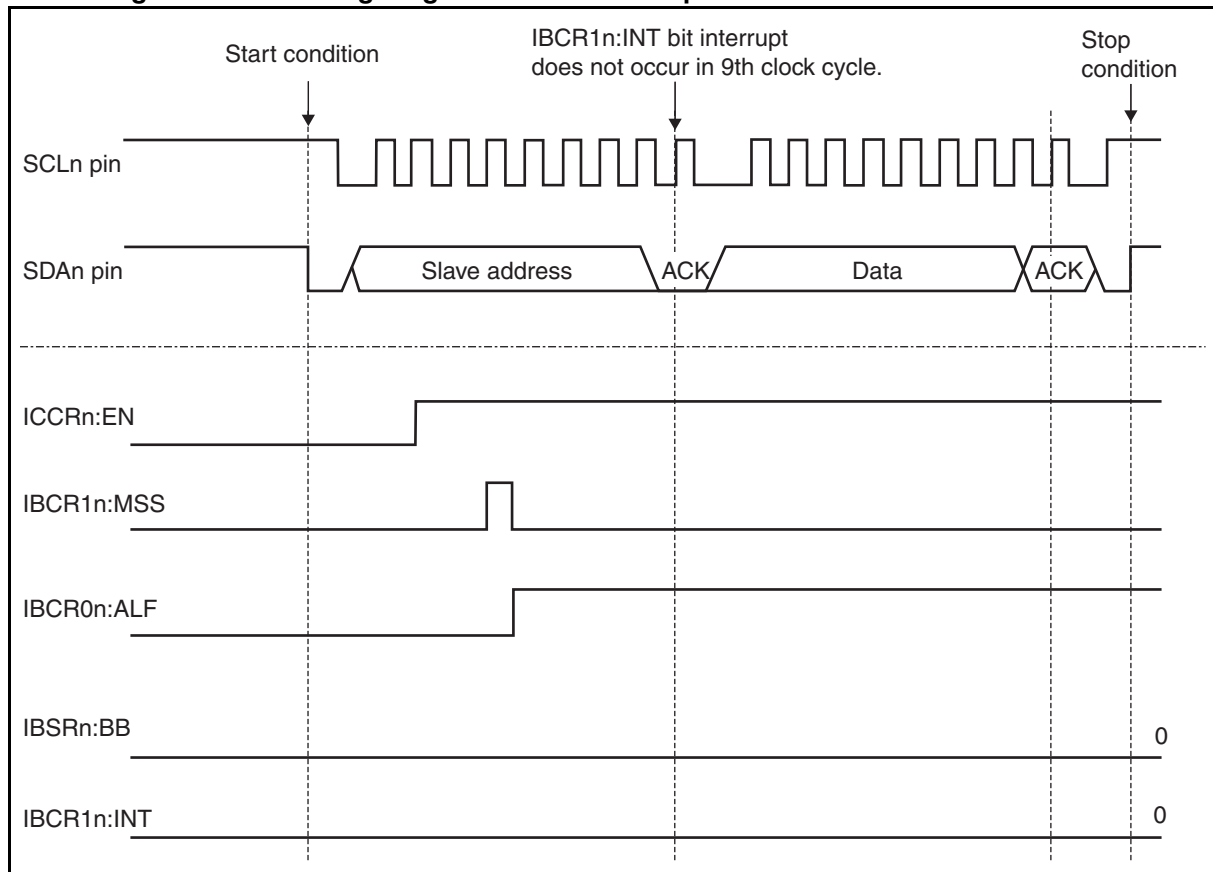 Start condition
IBCR1n:INT bit interrupt
does not occur in 9th clock cycle.
Stop
condition
SCLn pin
SDAn pin
Slave address
ACK
Data
ACK
ICCRn:EN
IBCR1n:MSS
IBCR0n:ALF
IBSRn:BB
0
IBCR1n:INT
0